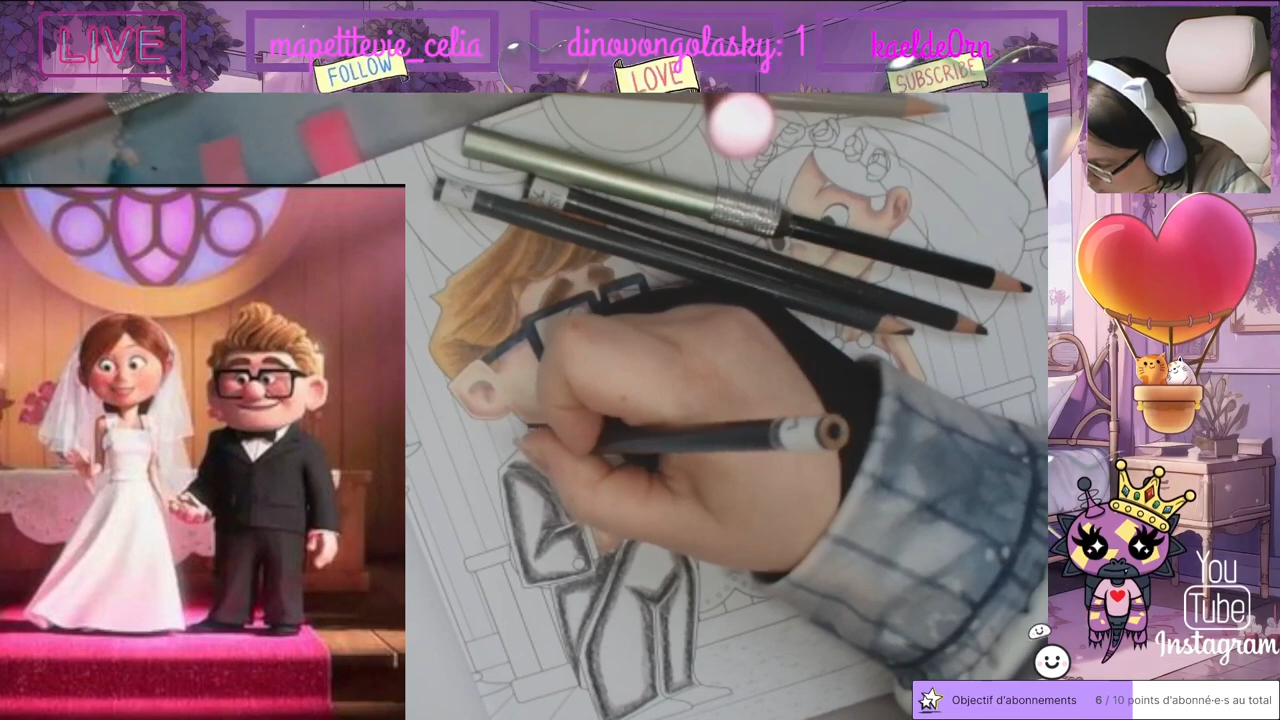 LIVE
mapetitevie_celia
FOLLOW
dinovongolasky: 1
LOVE
kaelde0rn
SUBSCRIBE
You
Tube
Instagram
Objectif d'abonnements 6 / 10 points d'abonné·e·s au total